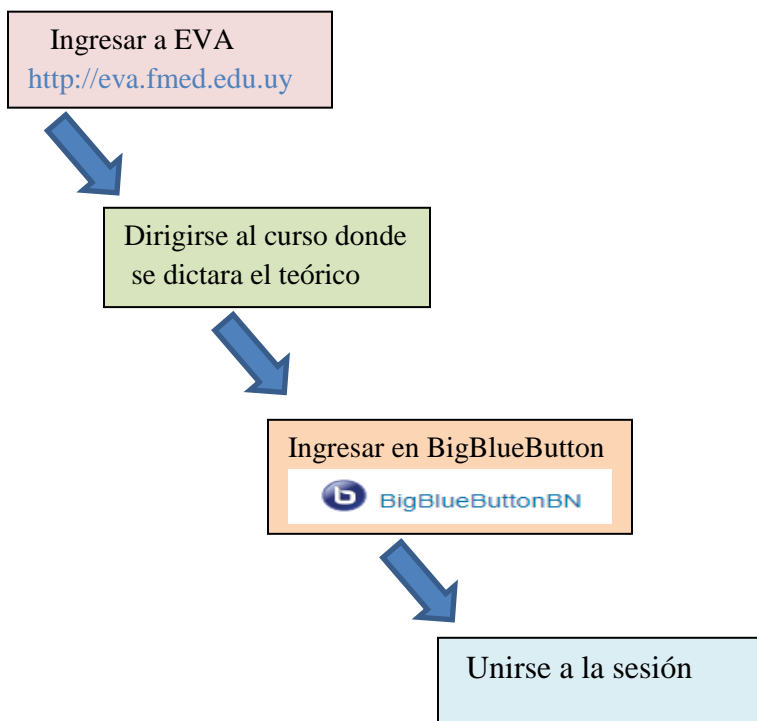 Ingresar a EVA
http://eva.fmed.edu.uy
Dirigirse al curso donde
se dictara el teórico
Ingresar en BigBlueButton
b BigBlueButtonBN
Unirse a la sesión